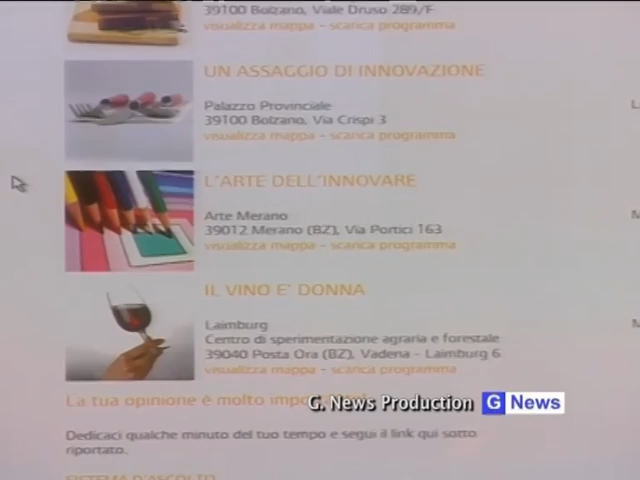 39100 Bolzano, Viale Druso 289/F
visualizza mappa - scarica programma
UN ASSAGGIO DI INNOVAZIONE
Palazzo Provinciale
39100 Bolzano, Via Crispi 3
visualizza mappa - scarica programma
L'ARTE DELL'INNOVARE
Arte Merano
39012 Merano (BZ), Via Portici 163
visualizza mappa - scarica programma
IL VINO E' DONNA
Laimburg
Centro di sperimentazione agraria e forestale
39040 Posta Ora (BZ), Vadena - Laimburg 6
visualizza mappa - scarica programma
La tua opinione è molto
G. News Production G News
Dedicaci qualche minuto del tuo tempo e segui il link qui sotto
riportato.
SISTEMA D'ASCOLTO